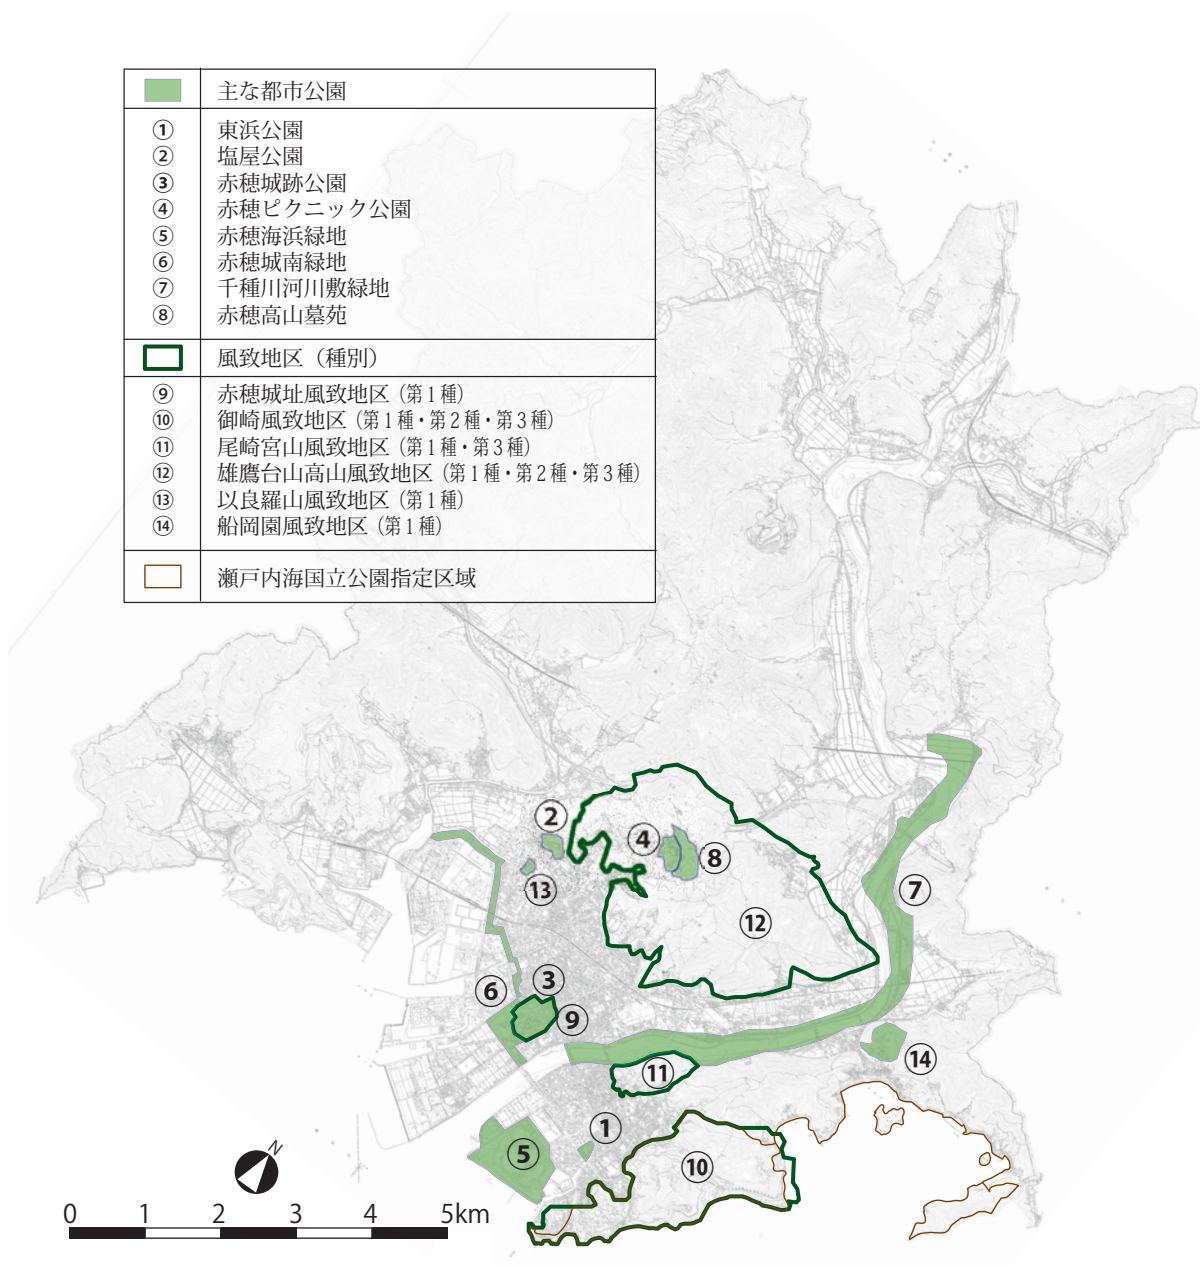 主な都市公園
① 東浜公園
② 塩屋公園
③ 赤穂城跡公園
④ 赤穂ピクニック公園
⑤ 赤穂海浜緑地
⑥ 赤穂城南緑地
⑦ 千種川河川敷緑地
⑧ 赤穂高山墓苑
風致地区（種別）
⑨ 赤穂城址風致地区（第１種）
⑩ 御崎風致地区（第１種・第２種・第３種）
⑪ 尾崎宮山風致地区（第１種・第３種）
⑫ 雄鷹台山高山風致地区（第１種・第２種・第３種）
⑬ 以良羅山風致地区（第１種）
⑭ 船岡園風致地区（第１種）
瀬戸内海国立公園指定区域
②
④
⑧
⑬
⑦
⑫
③
⑥
⑨
⑭
⑪
①
⑤
⑩
N
0 1 2 3 4 5km